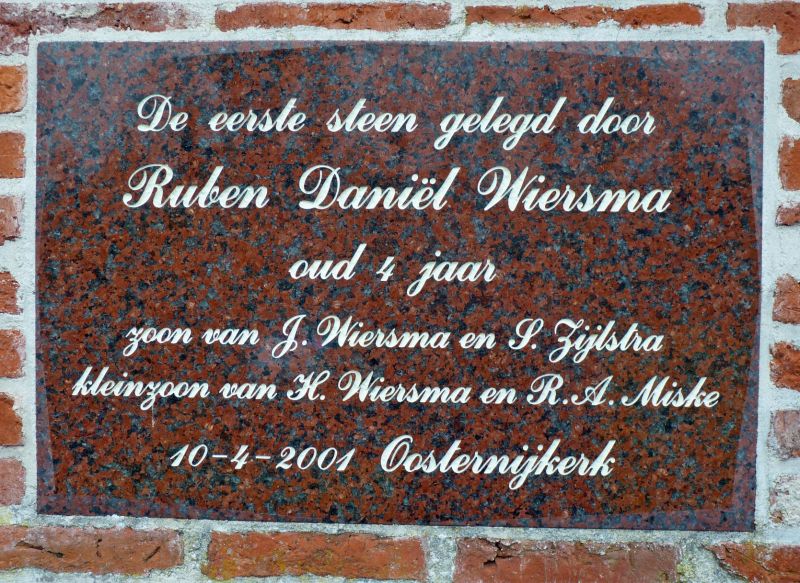 De eerste steen gelegd door
Ruben Daniël Wiersma
oud 4 jaar
zoon van J. Wiersma en S. Zijlstra
kleinzoon van H. Wiersma en R.A. Miske
10-4-2001 Oosternijkerk